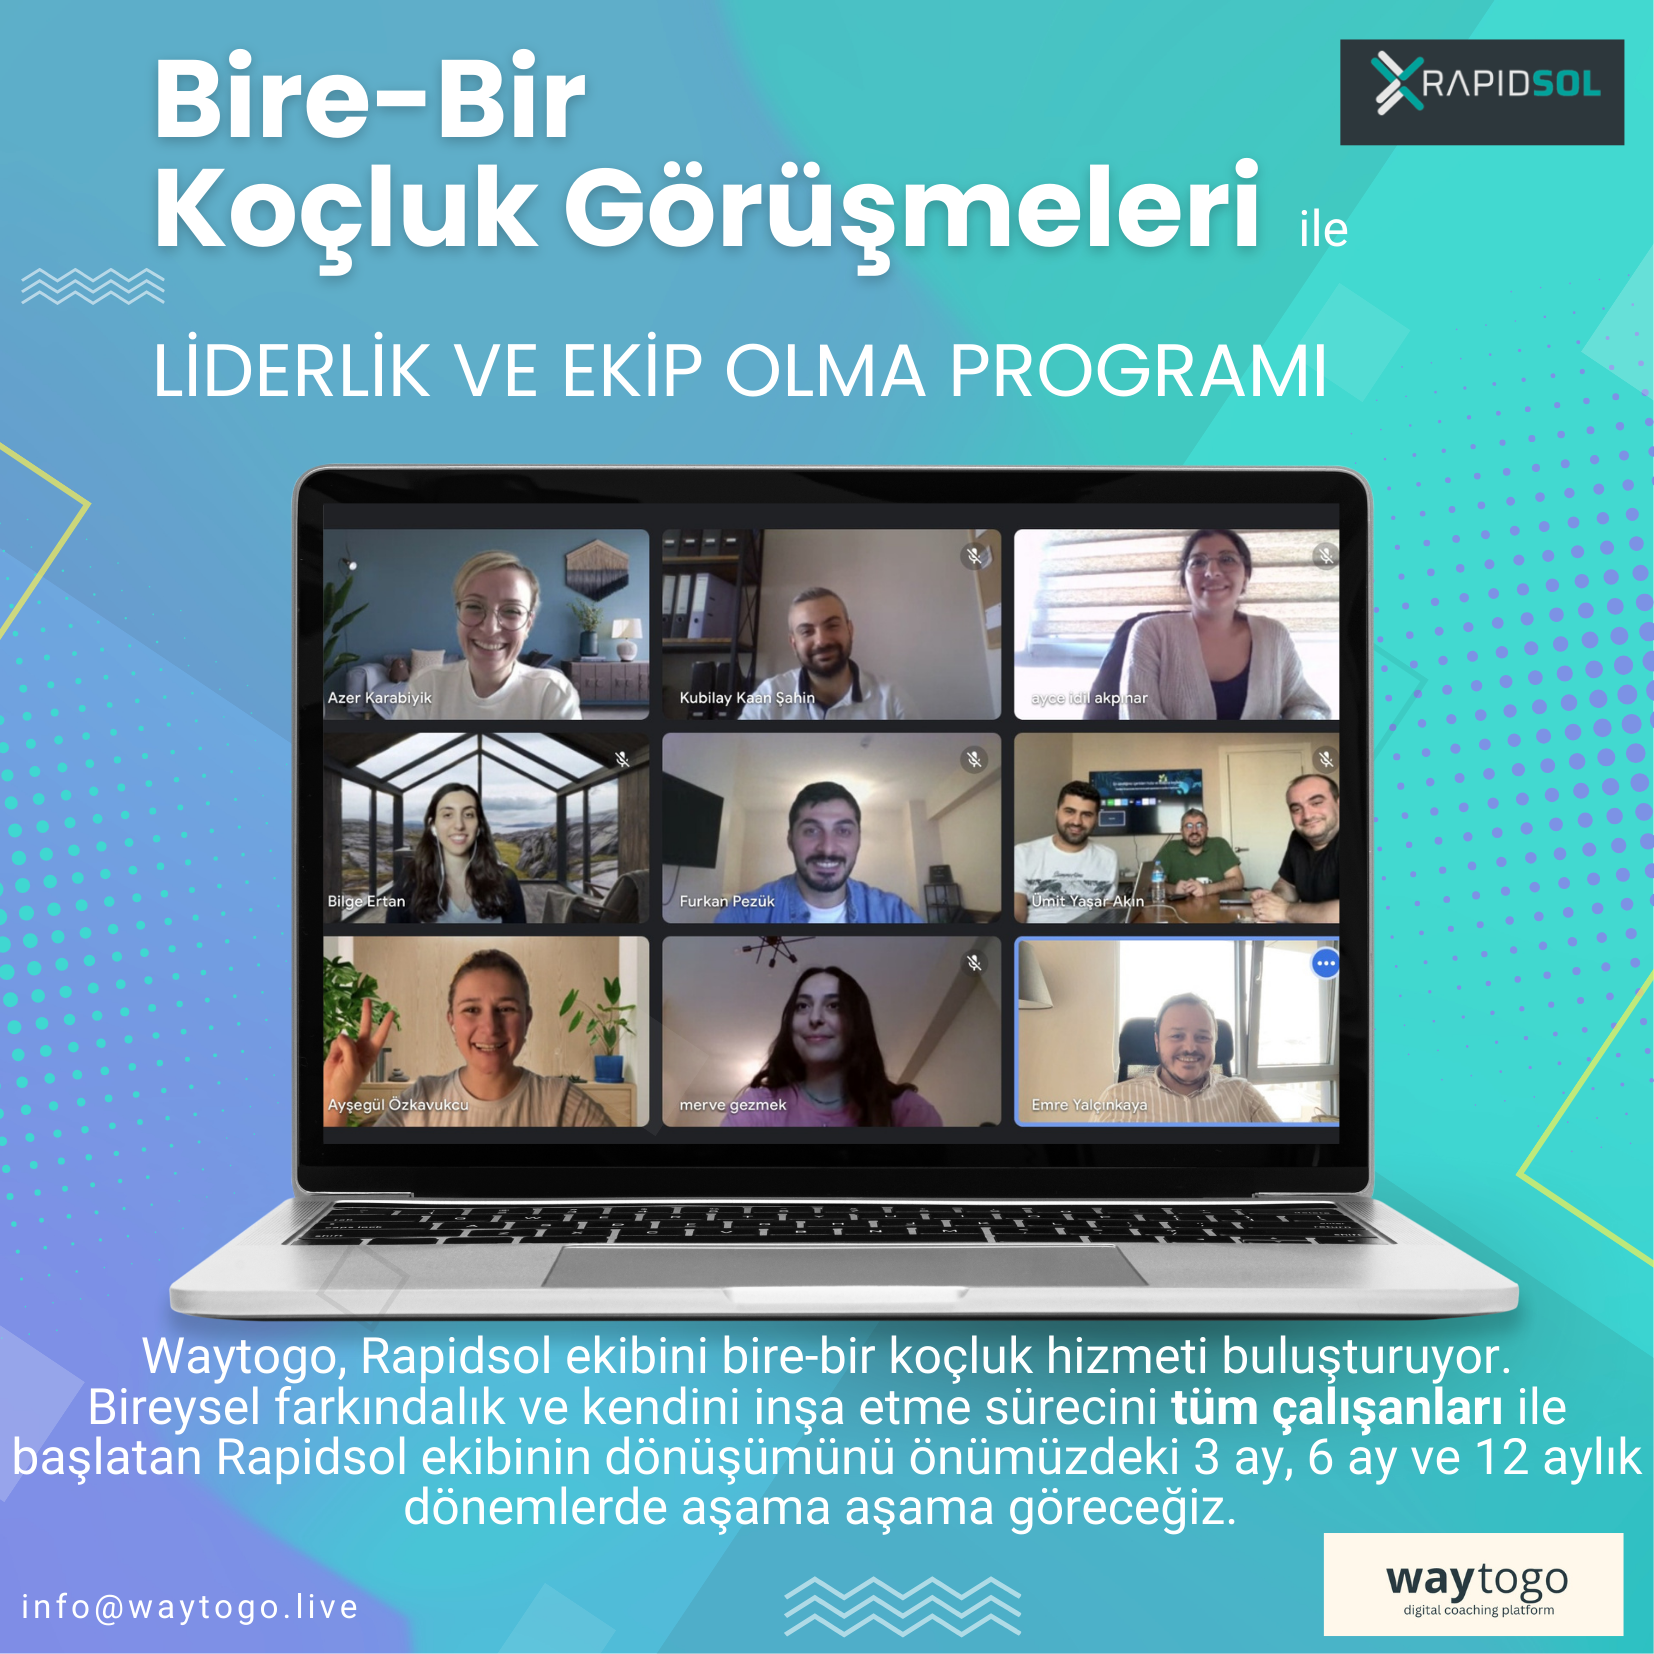 Bire-Bir
Koçluk Görüşmeleri ile
RAPIDSOL
LİDERLİK VE EKİP OLMA PROGRAMI
Azer Karabiyik
Kubilay Kaan Şahin
ayce idil akpınar
Bilge Ertan
Furkan Pezük
Ümit Yaşar Akın
Ayşegül Özkavukcu
merve gezmek
Emre Yalçınkaya
Waytogo, Rapidsol ekibini bire-bir koçluk hizmeti buluşturuyor.
Bireysel farkındalık ve kendini inşa etme sürecini tüm çalışanları ile
başlatan Rapidsol ekibinin dönüşümünü önümüzdeki 3 ay, 6 ay ve 12 aylık
dönemlerde aşama aşama göreceğiz.
info@waytogo.live
waytogo
digital coaching platform